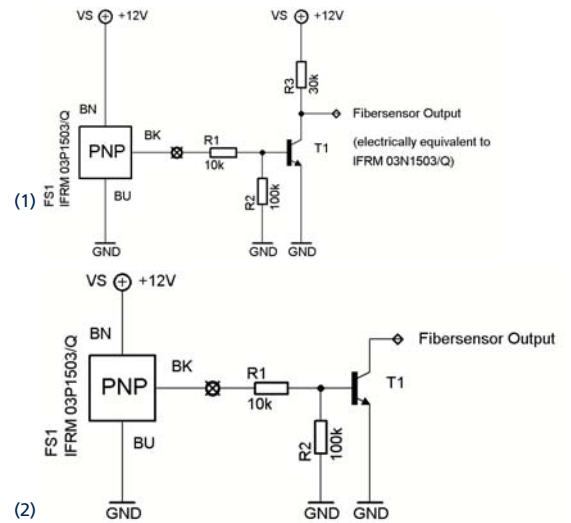 VS +12V VS +12V
R3
30k
BN
Fibersensor Output
BK
R1
10k
T1
(electrically equivalent to
IFRM 03N1503/Q)
PNP
FS1
IFRM 03P1503/Q
R2
100k
BU
(1)
GND GND GND
VS +12V
BN
Fibersensor Output
BK
R1
10k
T1
PNP
FS1
IFRM 03P1503/Q
R2
100k
BU
(2)
GND GND GND